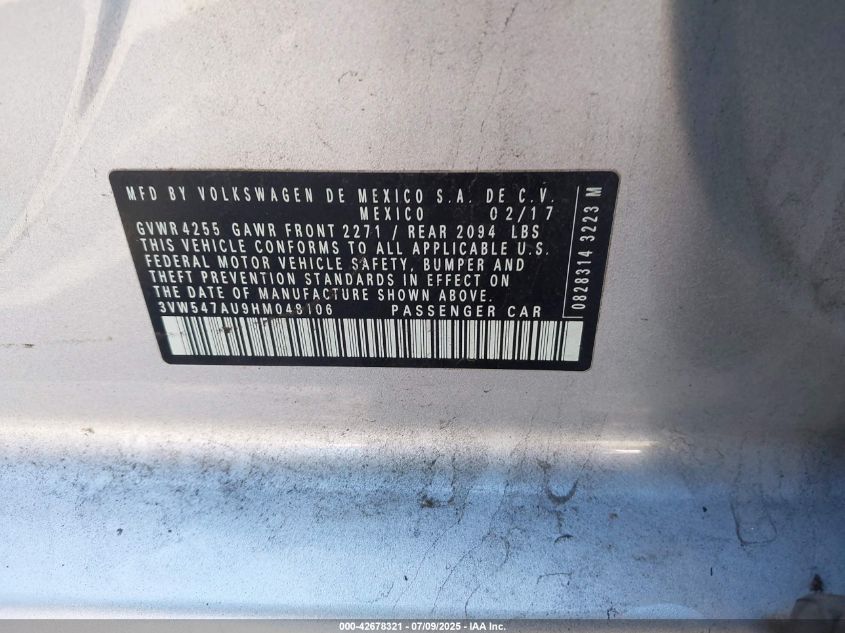 MFD BY VOLKSWAGEN DE MEXICO S.A. DE C.V.
MEXICO 02/17
GVWR 4255 GAWR FRONT 2271 / REAR 2094 LBS
THIS VEHICLE CONFORMS TO ALL APPLICABLE U.S.
FEDERAL MOTOR VEHICLE SAFETY, BUMPER AND
THEFT PREVENTION STANDARDS IN EFFECT ON
THE DATE OF MANUFACTURE SHOWN ABOVE.
3VW547AU9HM048106 PASSENGER CAR
0828314 3223 M
000-42678321 / 07/09/2025 - IAA Inc.